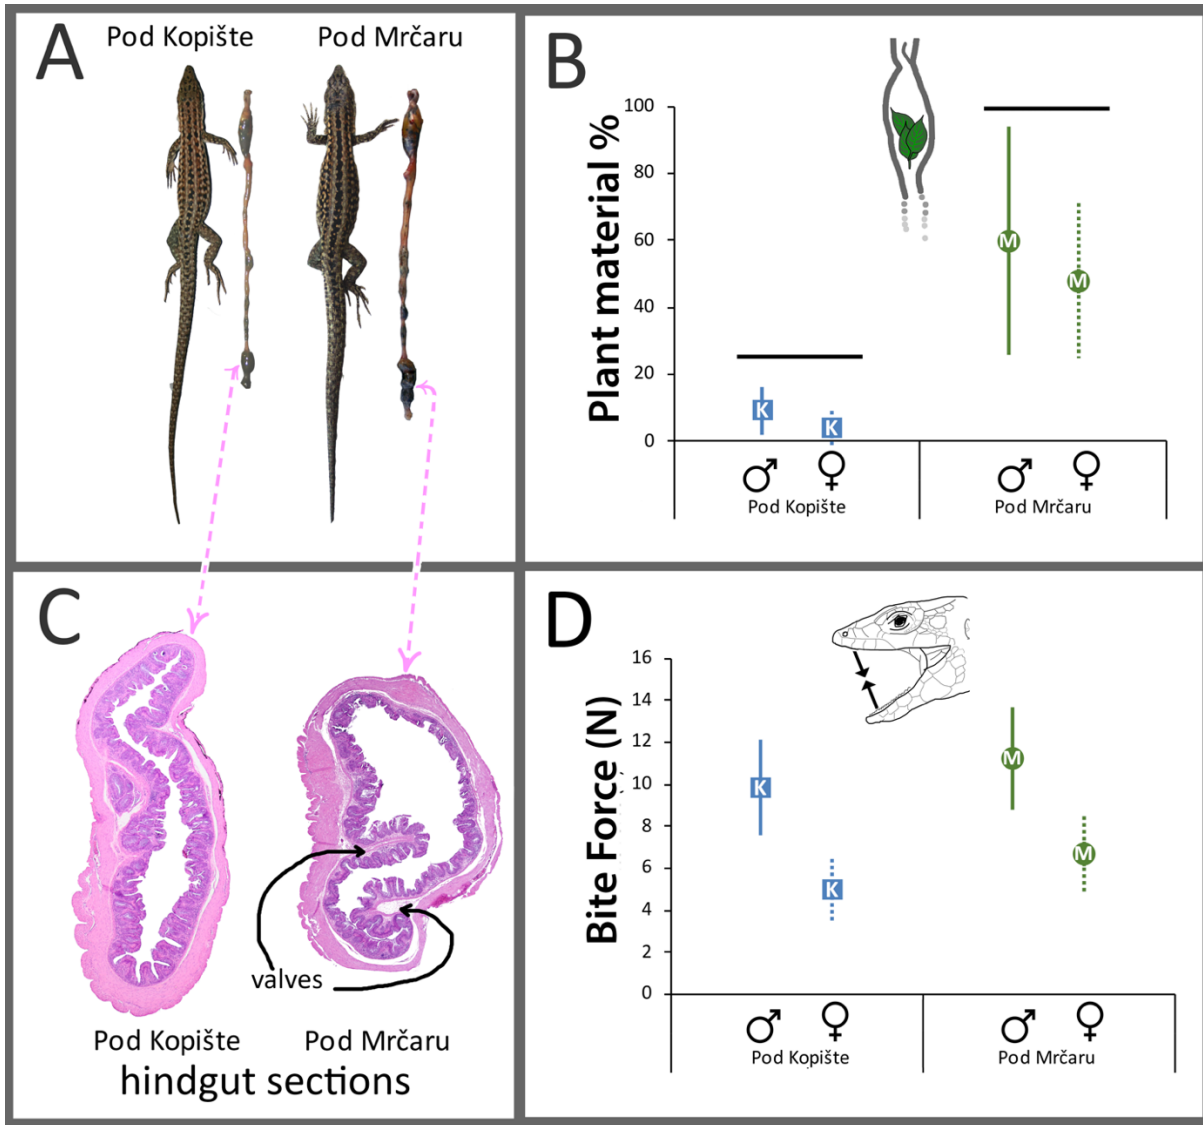 A
Pod Kopište
Pod Mrčaru
B
Plant material %
100
80
60
40
20
0
K
K
M
M
♂
♀
♂
♀
Pod Kopište
Pod Mrčaru
C
valves
Pod Kopište
Pod Mrčaru
hindgut sections
D
Bite Force (N)
16
14
12
10
8
6
4
2
0
K
K
M
M
♂
♀
♂
♀
Pod Kopište
Pod Mrčaru